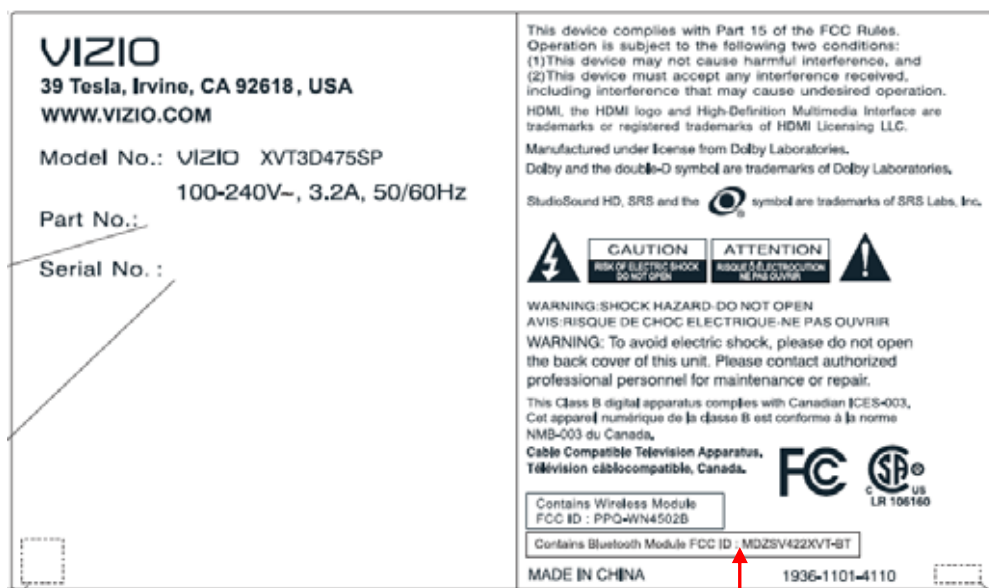 VIZIO
39 Tesla, Irvine, CA 92618, USA
WWW.VIZIO.COM
Model No.: VIZIO XVT3D475SP
100-240V~, 3.2A, 50/60Hz
Part No.:
Serial No. :
This device complies with Part 15 of the FCC Rules.
Operation is subject to the following two conditions:
(1)This device may not cause harmful interference, and
(2)This device must accept any interference received,
including interference that may cause undesired operation.
HDMI, the HDMI logo and High-Definition Multimedia Interface are
trademarks or registered trademarks of HDMI Licensing LLC.
Manufactured under license from Dolby Laboratories.
Dolby and the double-D symbol are trademarks of Dolby Laboratories.
StudioSound HD, SRS and the symbol are trademarks of SRS Labs, Inc.
CAUTION
RISK OF ELECTRIC SHOCK
DO NOT OPEN
ATTENTION
RISQUE D ÉLECTROCUTION
NE PAS OUVRIR
WARNING:SHOCK HAZARD-DO NOT OPEN
AVIS:RISQUE DE CHOC ELECTRIQUE-NE PAS OUVRIR
WARNING: To avoid electric shock, please do not open
the back cover of this unit. Please contact authorized
professional personnel for maintenance or repair.
This Class B digital apparatus complies with Canadian ICES-003.
Cet appareil numérique de la classe B est conforme à la norme
NMB-003 du Canada.
Cable Compatible Television Apparatus.
Télévision câblocompatible, Canada.
FC
C SA ® US
LR 106160
Contains Wireless Module
FCC ID : PPQ-WN4502B
Contains Bluetooth Module FCC ID : MDZSV422XVT-BT
MADE IN CHINA
1936-1101-4110